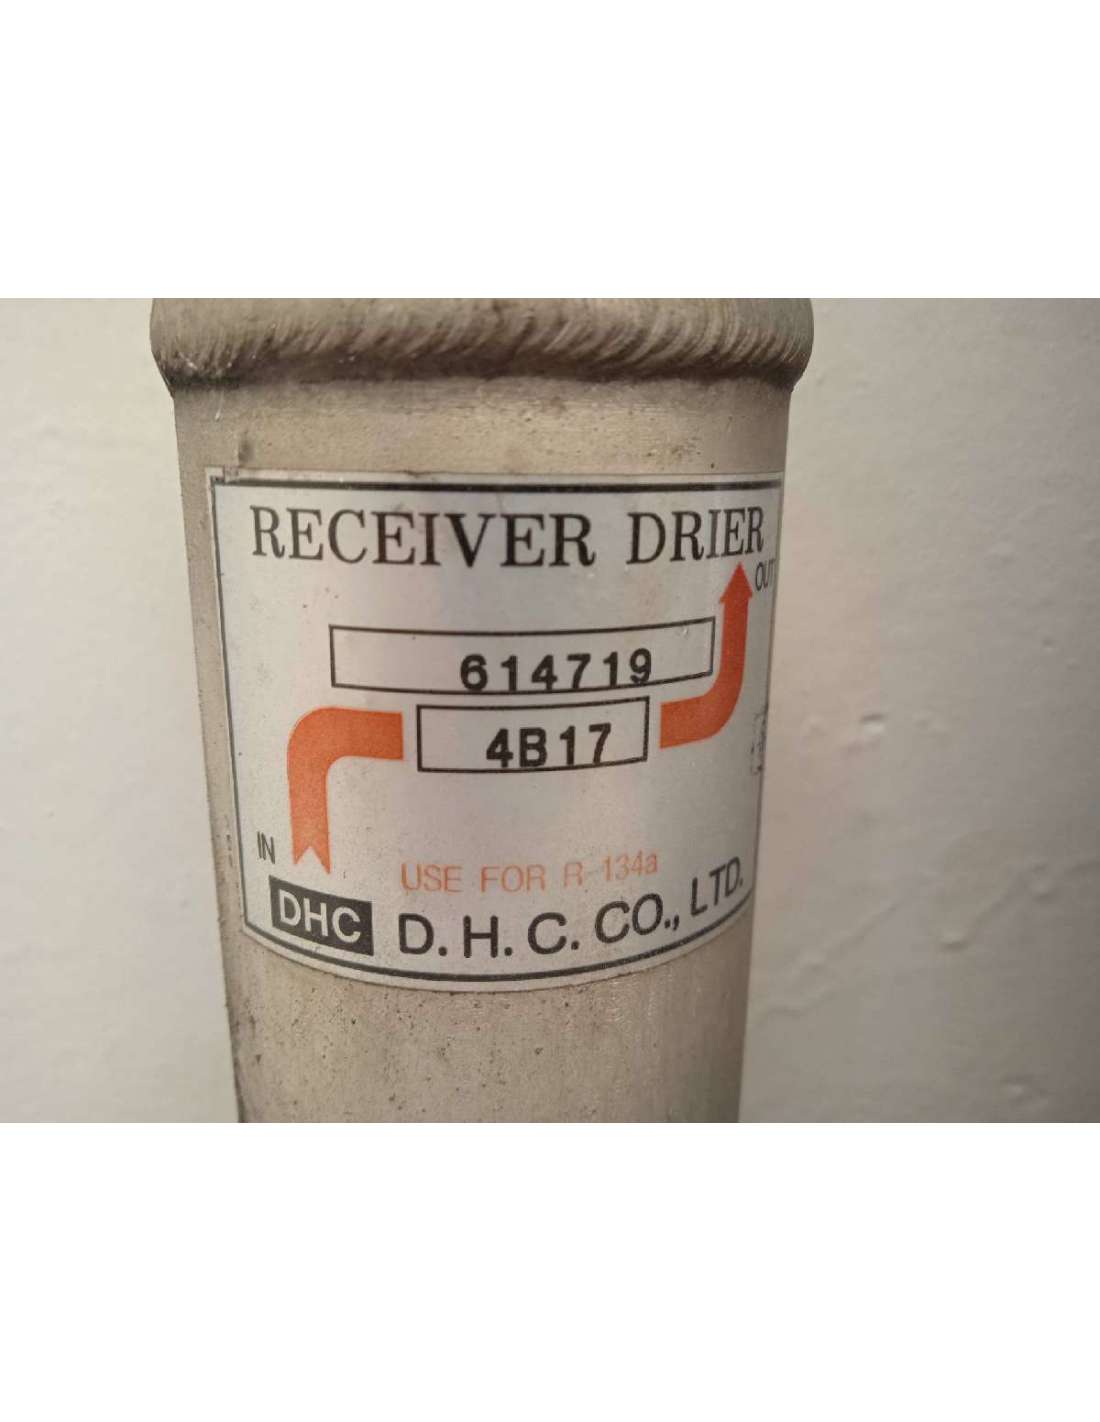 RECEIVER DRIER
OUT
614719
4B17
IN
USE FOR R-134a
DHC D. H. C. CO., LTD.